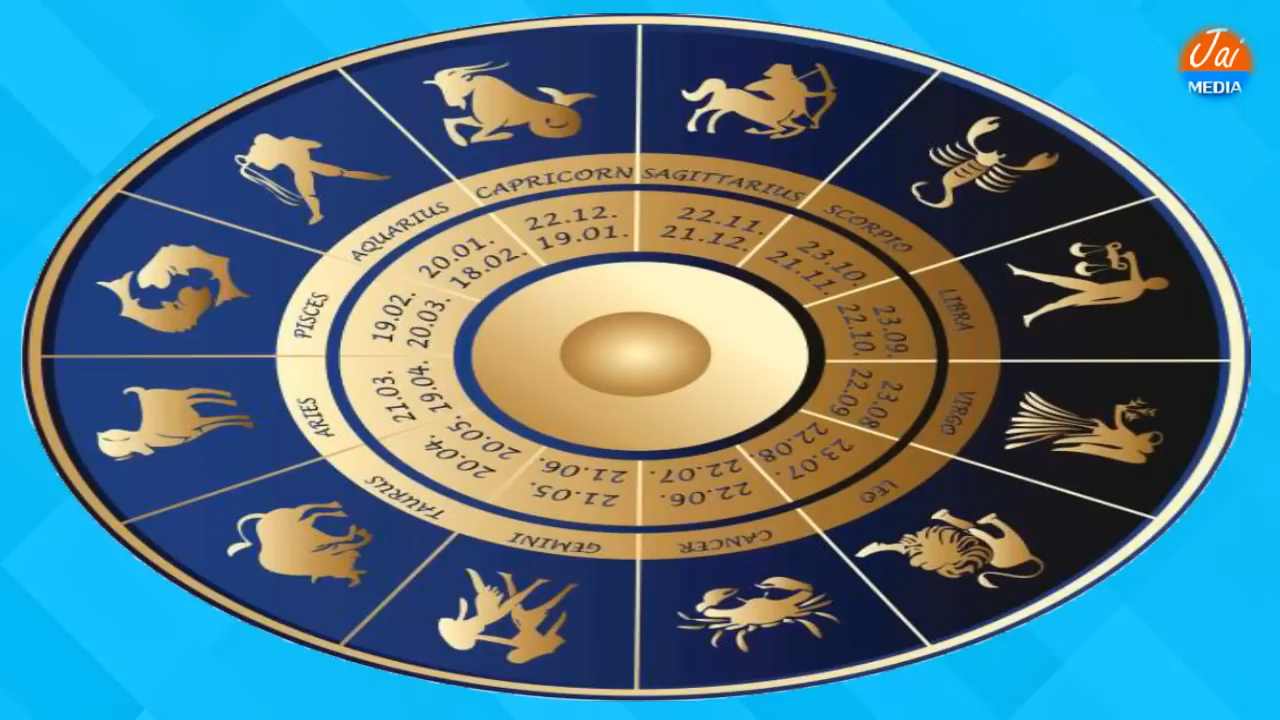 Jai
MEDIA
CAPRICORN
22.12.
19.01.
SAGITTARIUS
22.11.
21.12.
SCORPIO
23.10.
21.11.
LIBRA
23.09.
22.10.
VIRGO
23.08
22.09
LEO
23.07.
22.08.
CANCER
22.06.
22.07.
GEMINI
21.05.
21.06.
TAURUS
20.04.
20.05.
ARIES
21.03.
19.04.
PISCES
19.02.
20.03.
AQUARIUS
20.01.
18.02.